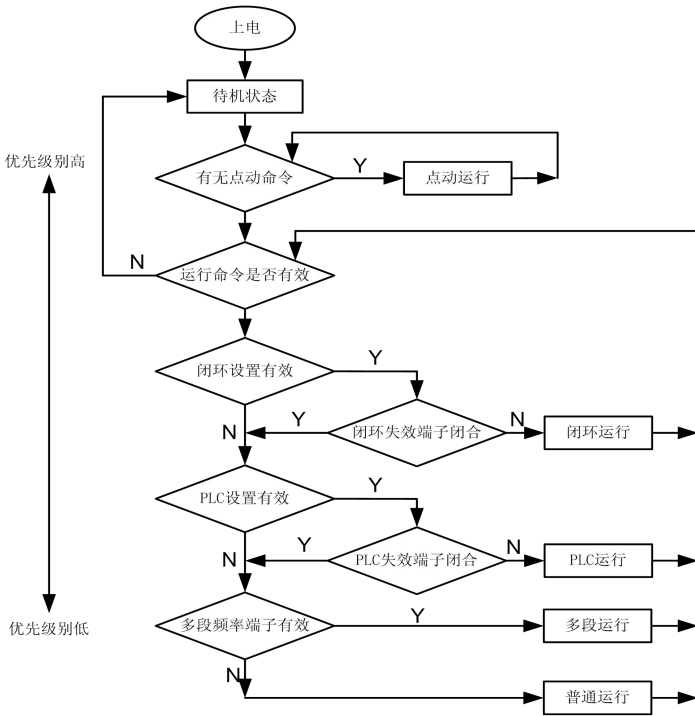 上电
待机状态
优先级别高
有无点动命令
Y
点动运行
N
运行命令是否有效
闭环设置有效
Y
N
Y
闭环失效端子闭合
N
闭环运行
PLC设置有效
Y
N
Y
PLC失效端子闭合
N
PLC运行
优先级别低
多段频率端子有效
Y
多段运行
N
普通运行